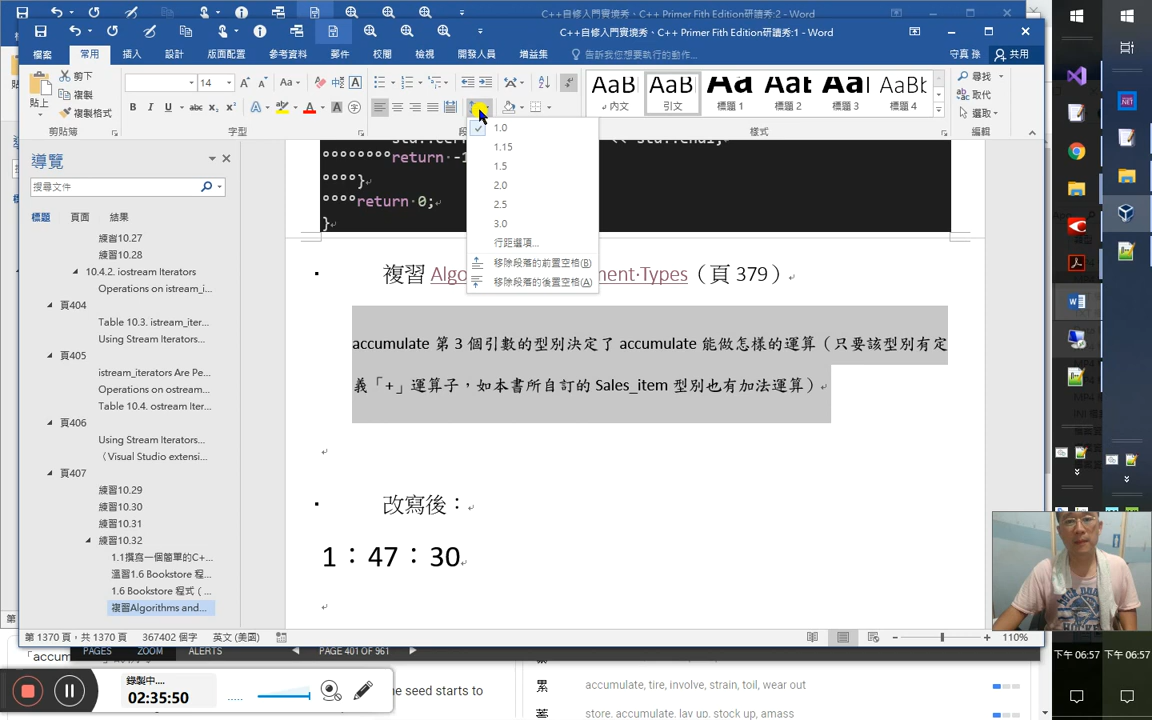 C++自修入門實境秀、C++ Primer Fith Edition研讀秀:2 - Word
C++自修入門實境秀、C++ Primer Fith Edition研讀秀:1 - Word
檔案 常用 插入 設計 版面配置 參考資料 郵件 校閱 檢視 開發人員 增益集 告訴我您想要執行的動作... 守真 孫 共用
貼上 剪下 複製 複製格式
14
AaB 內文 AaB 引文 Aa 標題 1 Aat 標題 2 Aal 標題 3 AaBb 標題 4
尋找 取代 選取
剪貼簿 字型 樣式 編輯
1.0
1.15
1.5
2.0
2.5
3.0
行距選項...
移除段落的前置空格(B)
移除段落的後置空格(A)
導覽
搜尋文件
標題 頁面 結果
練習10.27
練習10.28
10.4.2. iostream Iterators
Operations on istream_i...
頁404
Table 10.3. istream_iter...
Using Stream Iterators...
頁405
istream_iterators Are Pe...
Operations on ostream...
Table 10.4. ostream Iter...
頁406
Using Stream Iterators...
（Visual Studio extensi...
頁407
練習10.29
練習10.30
練習10.31
練習10.32
1.1撰寫一個簡單的C+...
溫習1.6 Bookstore 程...
1.6 Bookstore 程式（...
複習Algorithms and...
return -1
}
return 0;
}
複習 Algo ment Types（頁 379）
accumulate 第 3 個引數的型別決定了 accumulate 能做怎樣的運算（只要該型別有定
義「+」運算子，如本書所自訂的 Sales_item 型別也有加法運算）
改寫後：
1：47：30
第 1370 頁，共 1370 頁 367402 個字 英文 (美國) 110%
PAGES ZOOM ALERTS PAGE 401 OF 961
錄製中....
02:35:50
he seed starts to
累 accumulate, tire, involve, strain, toil, wear out
store, accumulate, lay up, stock up, amass
下午 06:57 下午 06:57